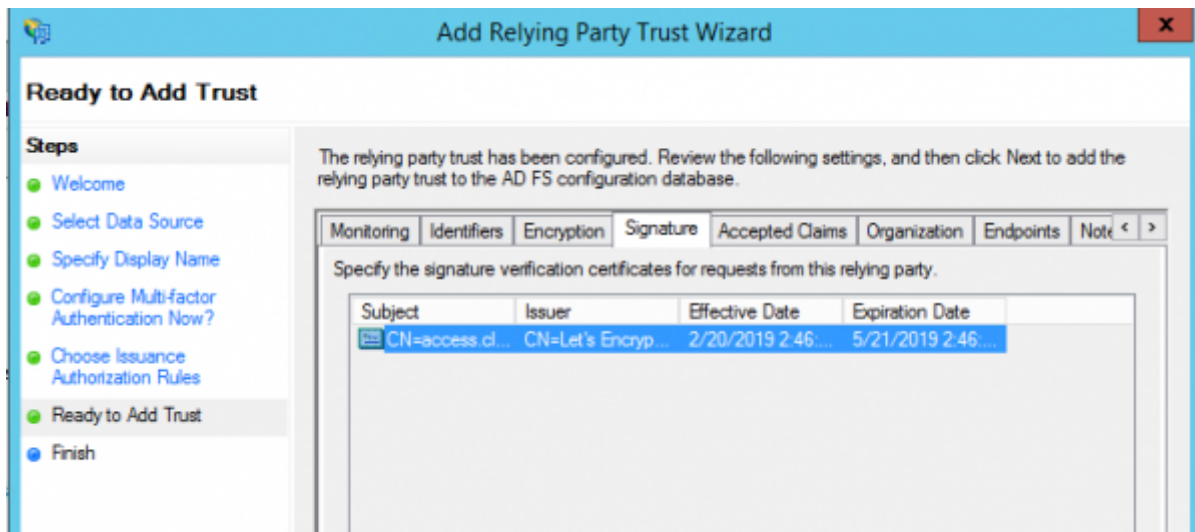 Add Relying Party Trust Wizard
x
Ready to Add Trust
Steps
Welcome
Select Data Source
Specify Display Name
Configure Multi-factor
Authentication Now?
Choose Issuance
Authorization Rules
Ready to Add Trust
Finish
The relying party trust has been configured. Review the following settings, and then click Next to add the
relying party trust to the AD FS configuration database.
Monitoring Identifiers Encryption Signature Accepted Claims Organization Endpoints Note < >
Specify the signature verification certificates for requests from this relying party.
Subject Issuer Effective Date Expiration Date
CN=access.cl... CN=Let's Encryp... 2/20/2019 2:46:... 5/21/2019 2:46:...